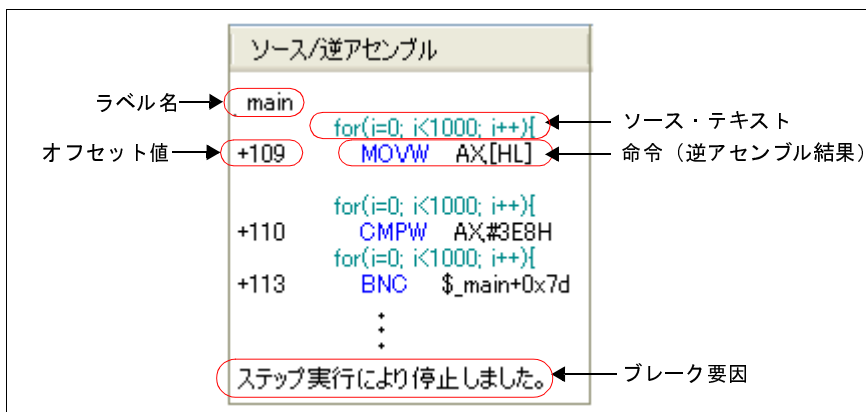 ソース/逆アセンブル
ラベル名
_main
for(i=0; i<1000; i++){
ソース・テキスト
オフセット値
+109 MOVW AX,[HL]
命令（逆アセンブル結果）
for(i=0; i<1000; i++){
+110 CMPW AX,#3E8H
for(i=0; i<1000; i++){
+113 BNC $_main+0x7d
ステップ実行により停止しました。
ブレーク要因